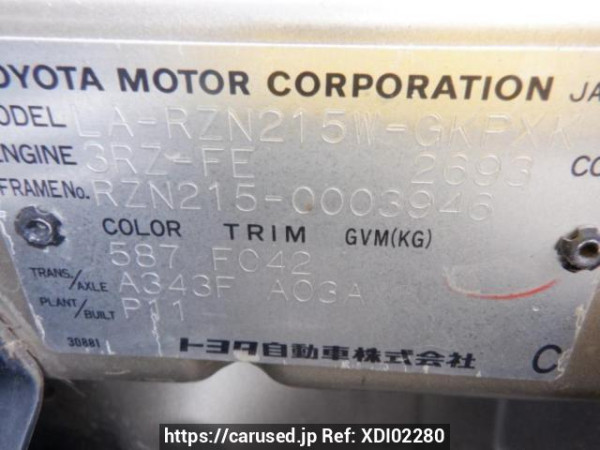 OYOTA MOTOR CORPORATION JA
MODEL LA-RZN215W-GKPXK
ENGINE 3RZ-FE 2693 CC
FRAME No. RZN215-0003946
COLOR TRIM GVM(KG)
587 FC42
TRANS/AXLE A343F A03A
PLANT/BUILT P11
30881 トヨタ自動車株式会社 C
https://carused.jp Ref: XDI02280